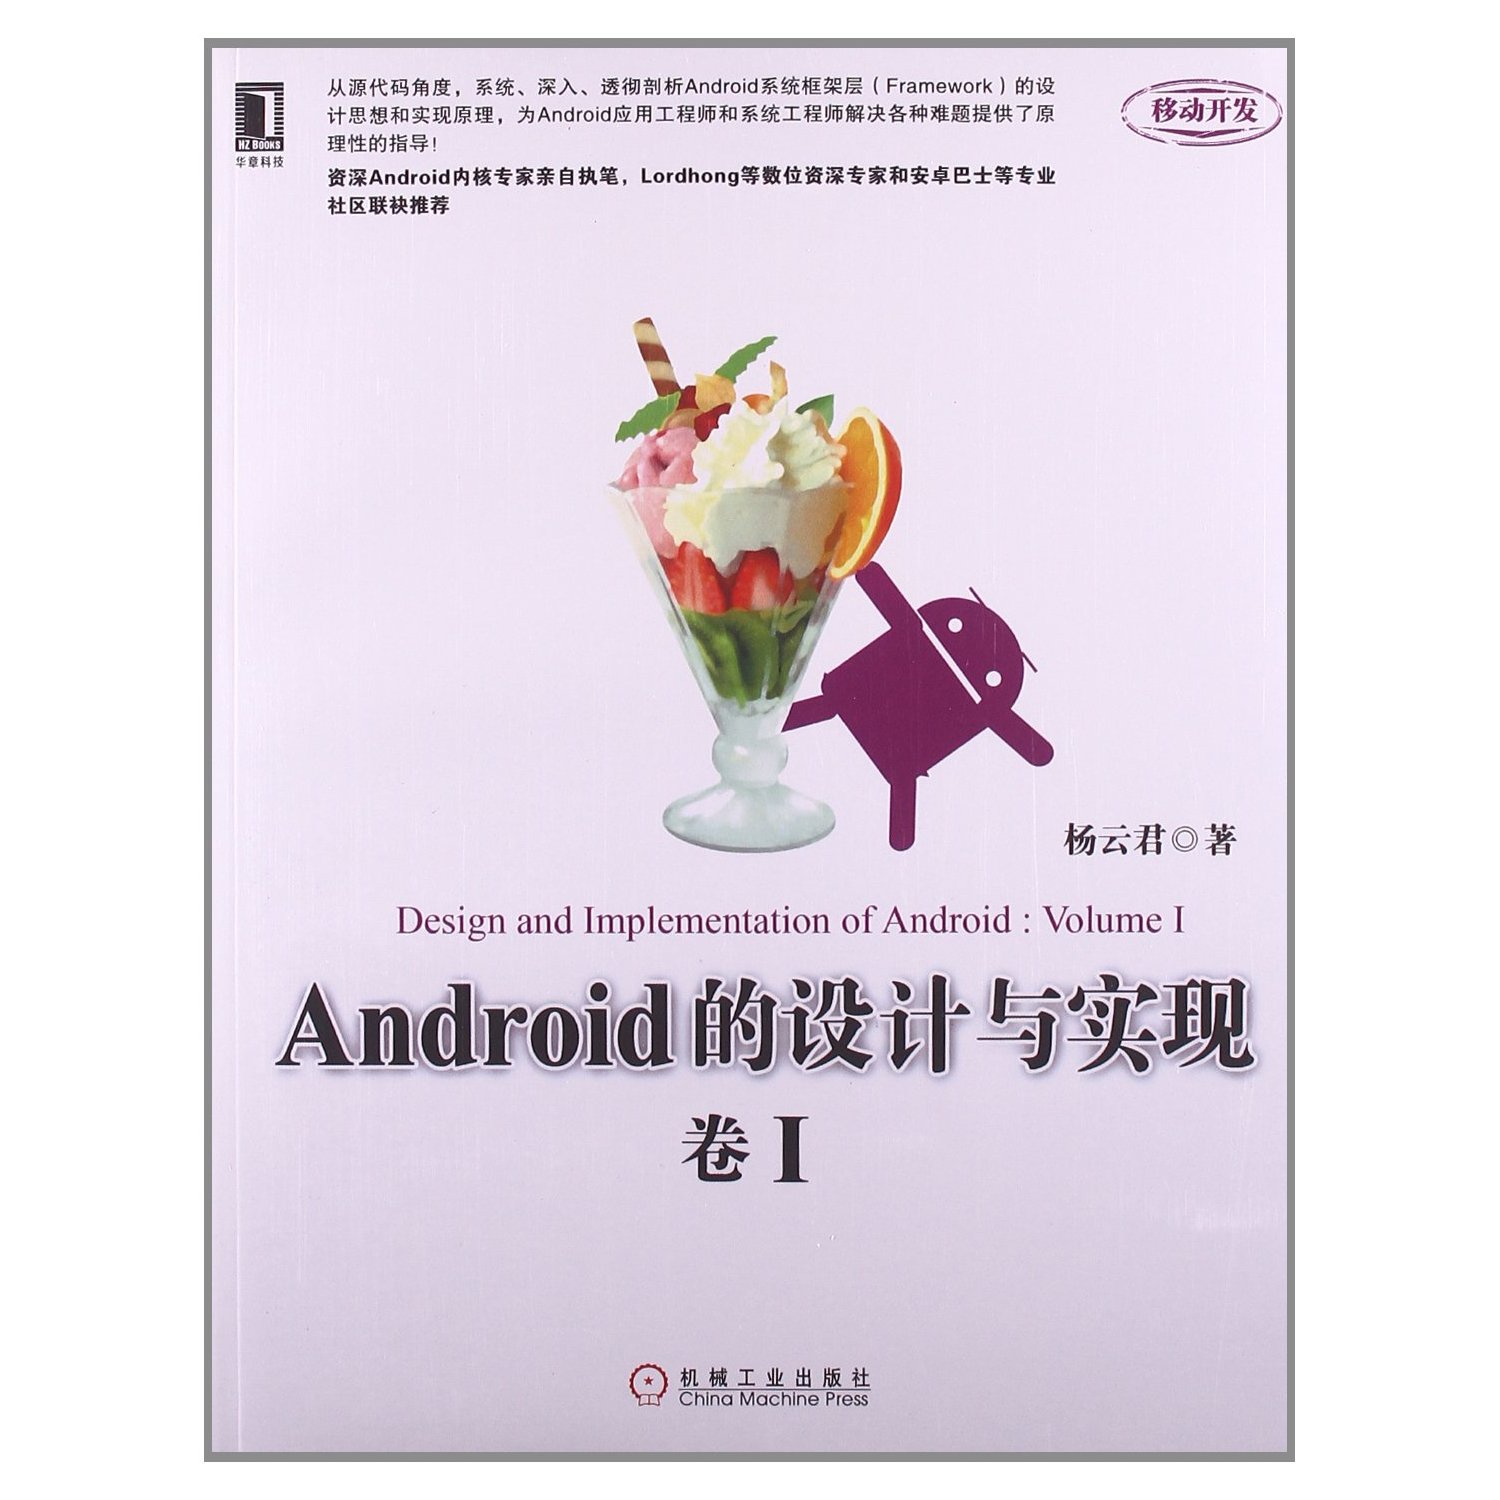 HZ BOOKS
华章科技
从源代码角度，系统、深入、透彻剖析Android系统框架层（Framework）的设
计思想和实现原理，为Android应用工程师和系统工程师解决各种难题提供了原
理性的指导！
资深Android内核专家亲自执笔，Lordhong等数位资深专家和安卓巴士等专业
社区联袂推荐
移动开发
杨云君◎著
Design and Implementation of Android : Volume I
Android的设计与实现
卷 I
机械工业出版社
China Machine Press